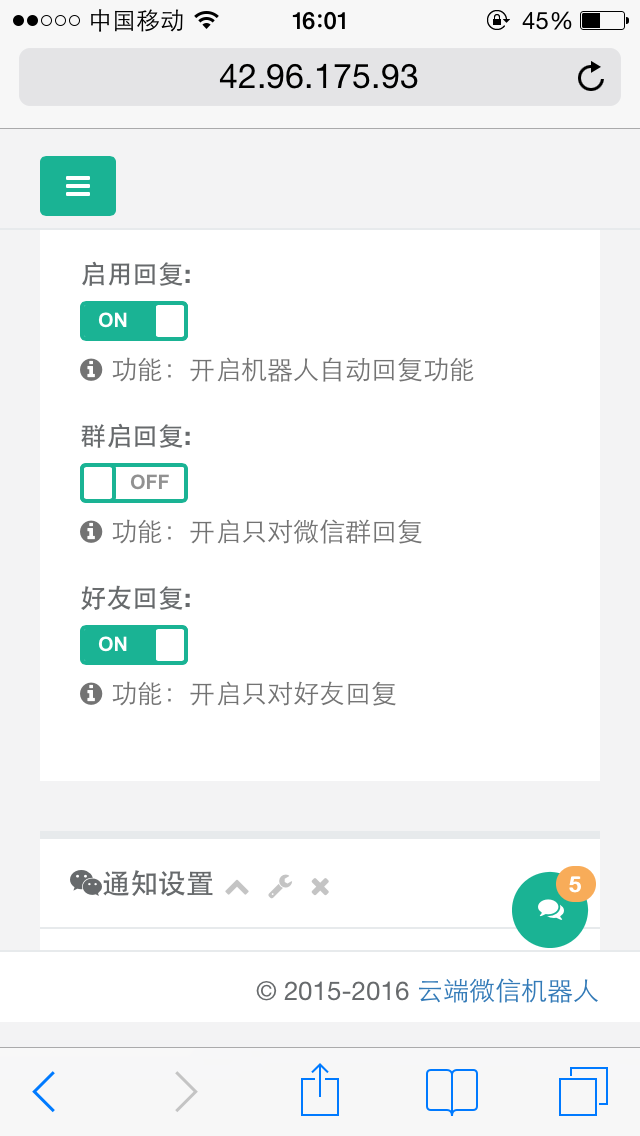 中国移动 16:01 45%
42.96.175.93
启用回复:
ON
功能：开启机器人自动回复功能
群启回复:
OFF
功能：开启只对微信群回复
好友回复:
ON
功能：开启只对好友回复
通知设置
5
© 2015-2016 云端微信机器人